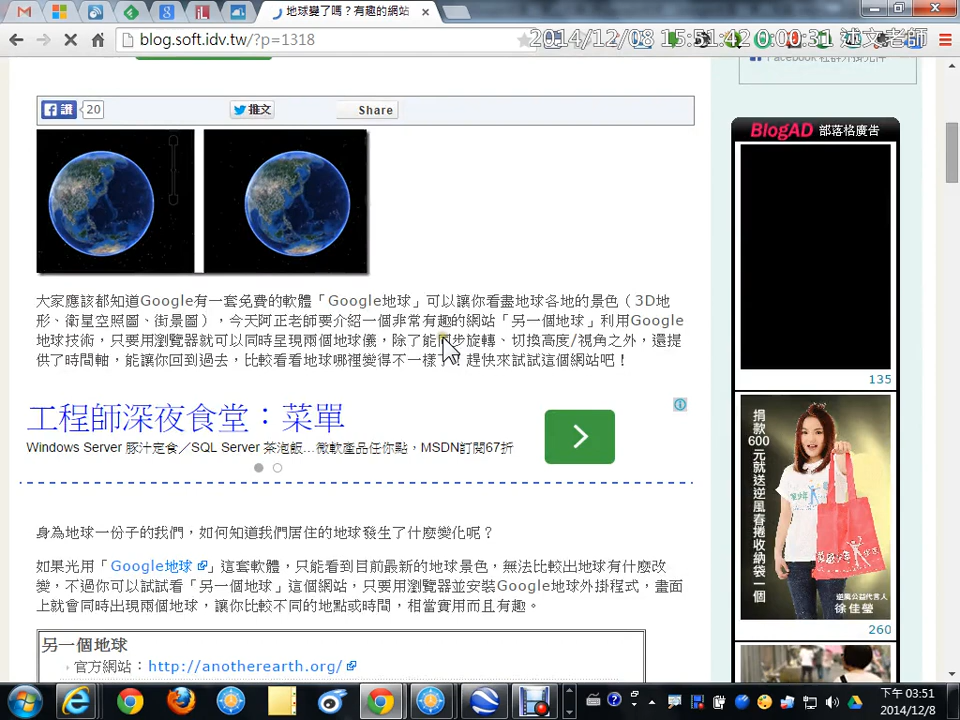 地球變了嗎？有趣的網站
blog.soft.idv.tw/?p=1318
2014/12/08 15:51:42 0:00:31 述文老師
Facebook 社群外掛元件
讚 20 推文 Share
BlogAD 部落格廣告
大家應該都知道Google有一套免費的軟體「Google地球」可以讓你看盡地球各地的景色（3D地
形、衛星空照圖、街景圖），今天阿正老師要介紹一個非常有趣的網站「另一個地球」利用Google
地球技術，只要用瀏覽器就可以同時呈現兩個地球儀，除了能同步旋轉、切換高度/視角之外，還提
供了時間軸，能讓你回到過去，比較看看地球哪裡變得不一樣了！趕快來試試這個網站吧！
135
工程師深夜食堂：菜單
Windows Server 豚汁定食／SQL Server 茶泡飯...微軟產品任你點，MSDN訂閱67折
捐款
600
元
就
送
逆
風
春
捲
收
納
袋
一
個
逆風公益代言人
徐佳瑩
260
身為地球一份子的我們，如何知道我們居住的地球發生了什麼變化呢？
如果光用「Google地球」這套軟體，只能看到目前最新的地球景色，無法比較出地球有什麼改
變，不過你可以試試看「另一個地球」這個網站，只要用瀏覽並安裝Google地球外掛程式，畫面
上就會同時出現兩個地球，讓你比較不同的地點或時間，相當實用而且有趣。
另一個地球
官方網站：http://anotherearth.org/
下午 03:51
2014/12/8